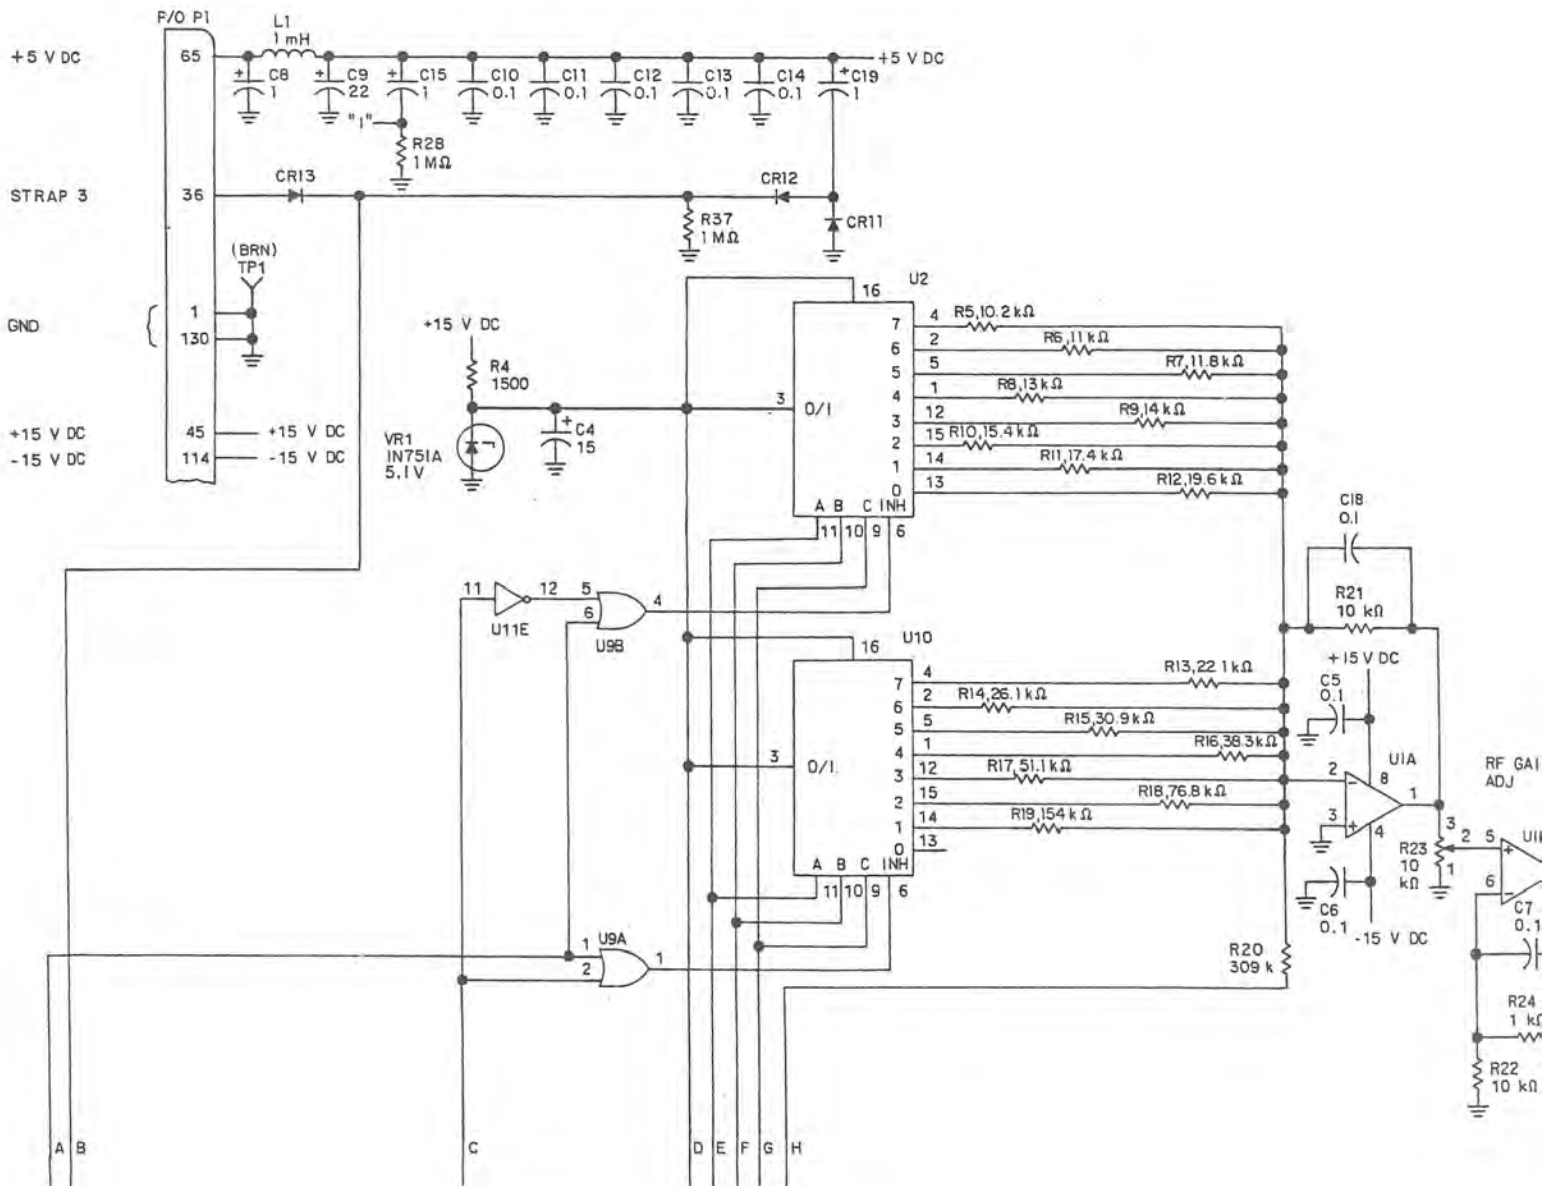 P/O P1
L1
1 mH
+5 V DC
65
+5 V DC
+ C8
1
+ C9
22
+ C15
1
C10
0.1
C11
0.1
C12
0.1
C13
0.1
C14
0.1
+ C19
1
"1"
R28
1 MΩ
CR13
CR12
STRAP 3
36
R37
1 MΩ
CR11
(BRN)
TP1
GND
1
130
+15 V DC
R4
1500
+15 V DC
45
+15 V DC
-15 V DC
114
-15 V DC
VR1
IN751A
5.1V
+
C4
15
U2
16
3
O/I
7
4
R5,10.2 kΩ
6
2
R6,11 kΩ
5
5
R7,11.8 kΩ
4
1
R8,13 kΩ
3
12
R9,14 kΩ
2
15
R10,15.4 kΩ
1
14
R11,17.4 kΩ
0
13
R12,19.6 kΩ
A B C INH
11 10 9 6
C18
0.1
R21
10 kΩ
11
12
5
6
4
U11E
U9B
U10
16
3
O/I
7
4
R13,22.1 kΩ
6
2
R14,26.1 kΩ
5
5
R15,30.9 kΩ
4
1
R16,38.3 kΩ
3
12
R17,51.1 kΩ
2
15
R18,76.8 kΩ
1
14
R19,154 kΩ
0
13
A B C INH
11 10 9 6
+15 V DC
C5
0.1
U1A
2
-
8
1
3
+
4
RF GAI
ADJ
3
2
R23
10
kΩ
1
5
+
6
-
U1
C6
0.1
-15 V DC
C7
0.1
U9A
1
2
1
R20
309 k
R24
1 kΩ
R22
10 kΩ
A B C D E F G H